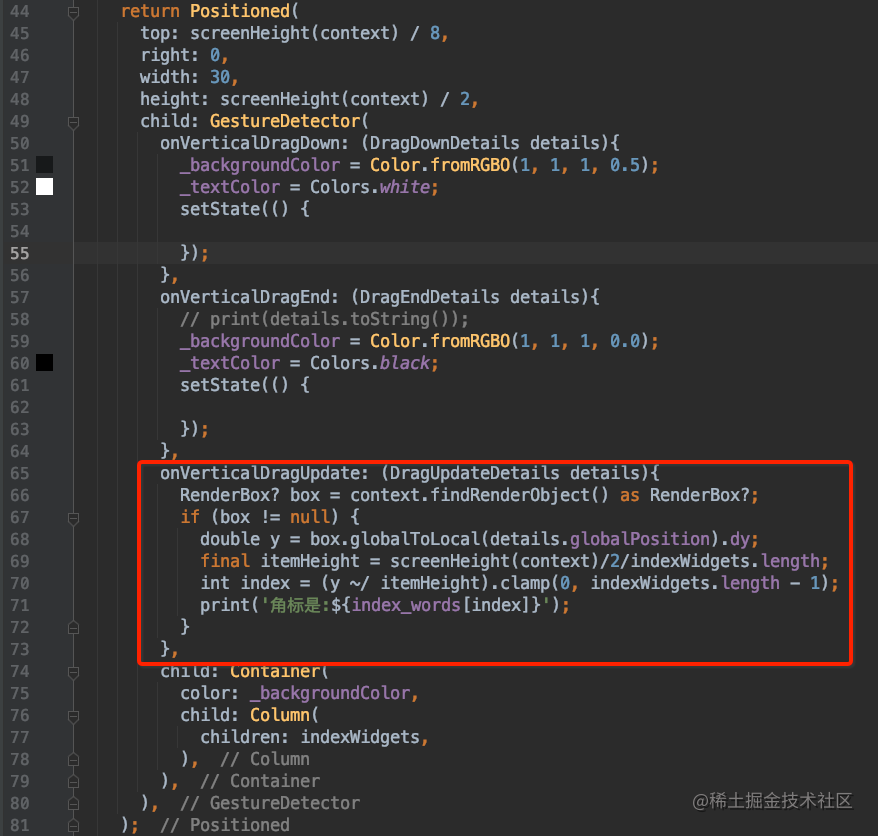 44 return Positioned(
45 top: screenHeight(context) / 8,
46 right: 0,
47 width: 30,
48 height: screenHeight(context) / 2,
49 child: GestureDetector(
50 onVerticalDragDown: (DragDownDetails details){
51 _backgroundColor = Color.fromRGBO(1, 1, 1, 0.5);
52 _textColor = Colors.white;
53 setState(() {
54
55 });
56 },
57 onVerticalDragEnd: (DragEndDetails details){
58 // print(details.toString());
59 _backgroundColor = Color.fromRGBO(1, 1, 1, 0.0);
60 _textColor = Colors.black;
61 setState(() {
62
63 });
64 },
65 onVerticalDragUpdate: (DragUpdateDetails details){
66 RenderBox? box = context.findRenderObject() as RenderBox?;
67 if (box != null) {
68 double y = box.globalToLocal(details.globalPosition).dy;
69 final itemHeight = screenHeight(context)/2/indexWidgets.length;
70 int index = (y ~/ itemHeight).clamp(0, indexWidgets.length - 1);
71 print('角标是:${index_words[index]}');
72 }
73 },
74 child: Container(
75 color: _backgroundColor,
76 child: Column(
77 children: indexWidgets,
78 ), // Column
79 ), // Container
80 ), // GestureDetector
81 ); // Positioned
@稀土掘金技术社区